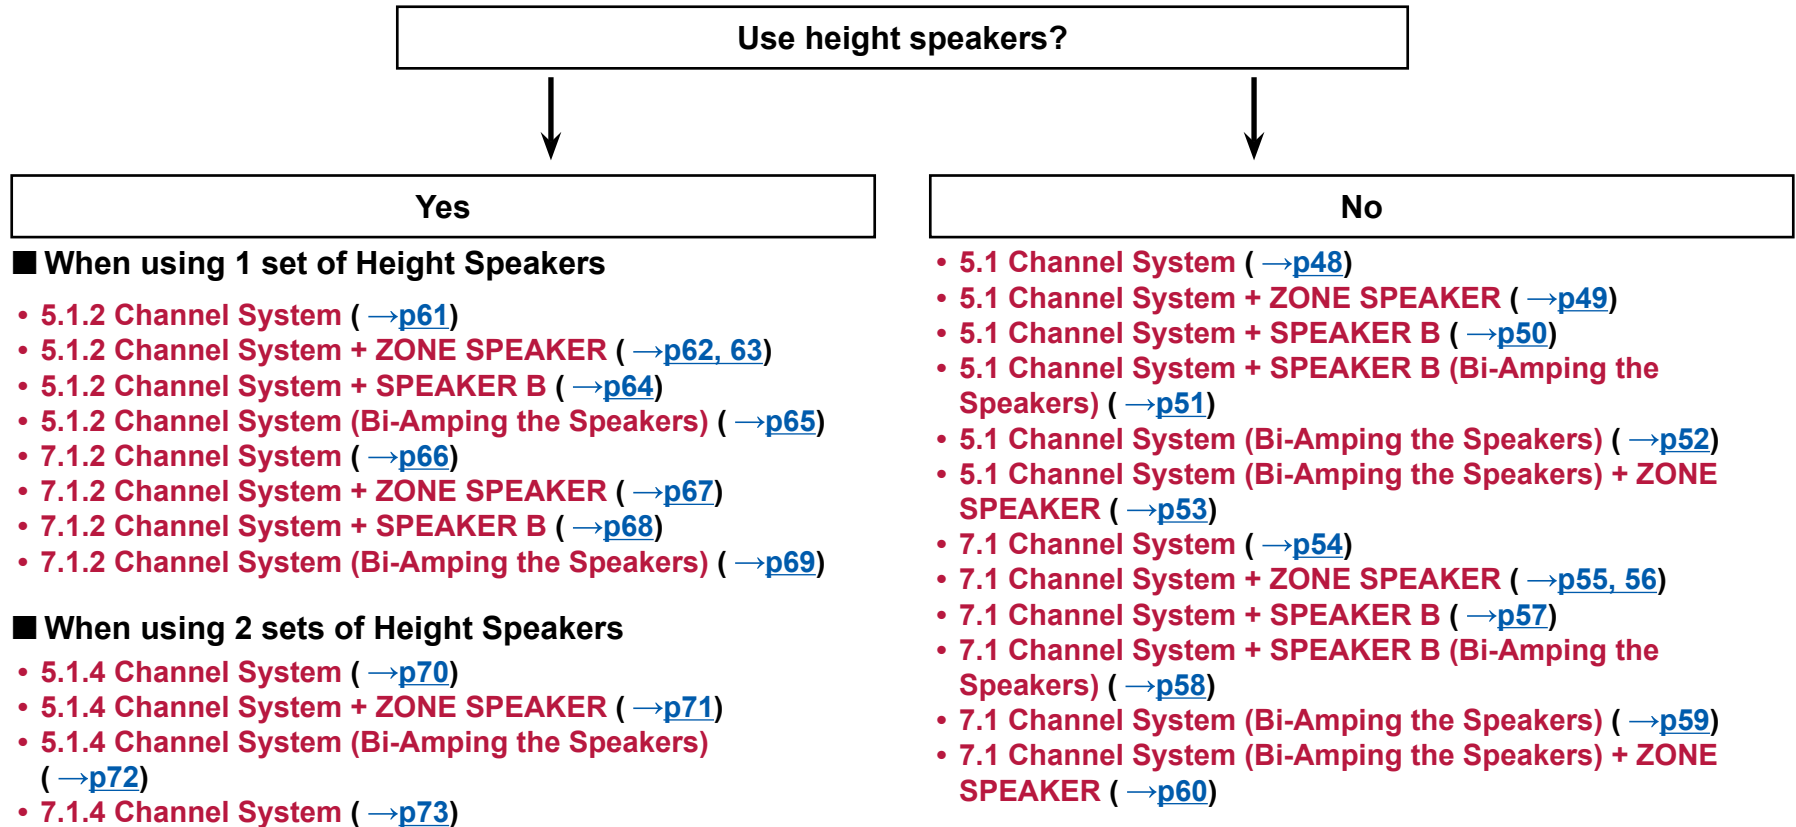 Use height speakers?
Yes
■ When using 1 set of Height Speakers
• 5.1.2 Channel System ( →p61)
• 5.1.2 Channel System + ZONE SPEAKER ( →p62, 63)
• 5.1.2 Channel System + SPEAKER B ( →p64)
• 5.1.2 Channel System (Bi-Amping the Speakers) ( →p65)
• 7.1.2 Channel System ( →p66)
• 7.1.2 Channel System + ZONE SPEAKER ( →p67)
• 7.1.2 Channel System + SPEAKER B ( →p68)
• 7.1.2 Channel System (Bi-Amping the Speakers) ( →p69)
■ When using 2 sets of Height Speakers
• 5.1.4 Channel System ( →p70)
• 5.1.4 Channel System + ZONE SPEAKER ( →p71)
• 5.1.4 Channel System (Bi-Amping the Speakers)
( →p72)
• 7.1.4 Channel System ( →p73)
No
• 5.1 Channel System ( →p48)
• 5.1 Channel System + ZONE SPEAKER ( →p49)
• 5.1 Channel System + SPEAKER B ( →p50)
• 5.1 Channel System + SPEAKER B (Bi-Amping the
Speakers) ( →p51)
• 5.1 Channel System (Bi-Amping the Speakers) ( →p52)
• 5.1 Channel System (Bi-Amping the Speakers) + ZONE
SPEAKER ( →p53)
• 7.1 Channel System ( →p54)
• 7.1 Channel System + ZONE SPEAKER ( →p55, 56)
• 7.1 Channel System + SPEAKER B ( →p57)
• 7.1 Channel System + SPEAKER B (Bi-Amping the
Speakers) ( →p58)
• 7.1 Channel System (Bi-Amping the Speakers) ( →p59)
• 7.1 Channel System (Bi-Amping the Speakers) + ZONE
SPEAKER ( →p60)